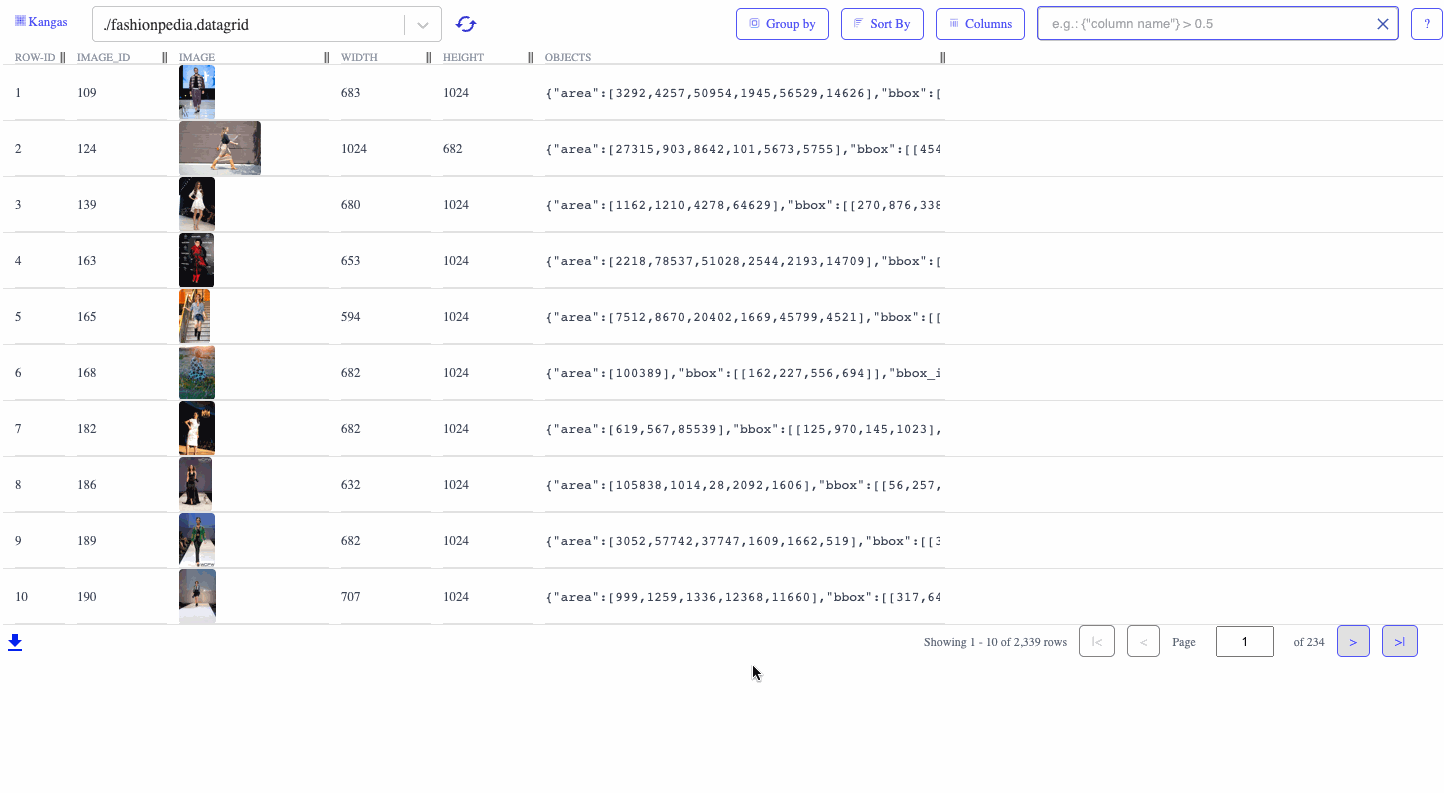 Kangas
./fashionpedia.datagrid
Group by
Sort By
Columns
e.g.: {"column name"} > 0.5
?
ROW-ID IMAGE_ID IMAGE WIDTH HEIGHT OBJECTS
1 109 683 1024 {"area":[3292,4257,50954,1945,56529,14626],"bbox":[
2 124 1024 682 {"area":[27315,903,8642,101,5673,5755],"bbox":[[454
3 139 680 1024 {"area":[1162,1210,4278,64629],"bbox":[[270,876,338
4 163 653 1024 {"area":[2218,78537,51028,2544,2193,14709],"bbox":[
5 165 594 1024 {"area":[7512,8670,20402,1669,45799,4521],"bbox":[[
6 168 682 1024 {"area":[100389],"bbox":[[162,227,556,694]],"bbox_i
7 182 682 1024 {"area":[619,567,85539],"bbox":[[125,970,145,1023],
8 186 632 1024 {"area":[105838,1014,28,2092,1606],"bbox":[[56,257,
9 189 682 1024 {"area":[3052,57742,37747,1609,1662,519],"bbox":[[3
10 190 707 1024 {"area":[999,1259,1336,12368,11660],"bbox":[[317,64
Showing 1 - 10 of 2,339 rows |< < Page 1 of 234 > >|